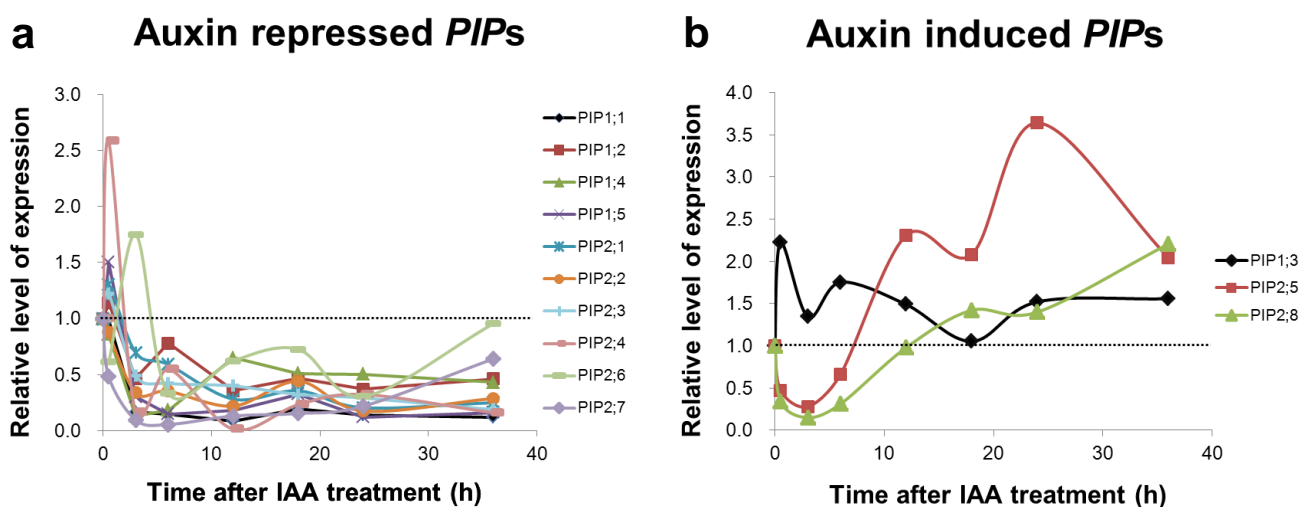 a
Auxin repressed PIPs
Relative level of expression
3.0
2.5
2.0
1.5
1.0
0.5
0.0
0
10
20
30
40
Time after IAA treatment (h)
PIP1;1
PIP1;2
PIP1;4
PIP1;5
PIP2;1
PIP2;2
PIP2;3
PIP2;4
PIP2;6
PIP2;7
b
Auxin induced PIPs
Relative level of expression
4.0
3.5
3.0
2.5
2.0
1.5
1.0
0.5
0.0
0
10
20
30
40
Time after IAA treatment (h)
PIP1;3
PIP2;5
PIP2;8